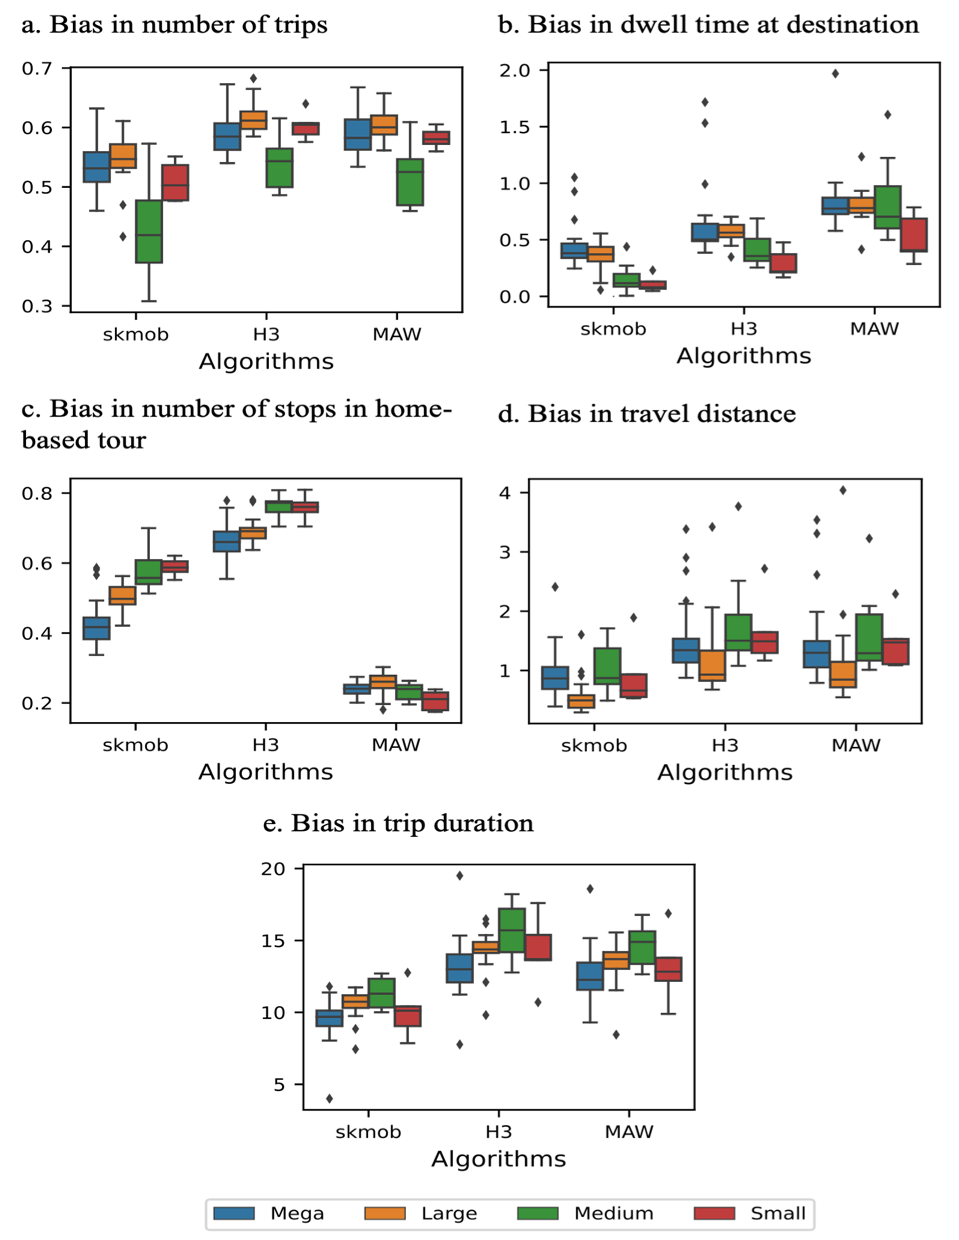 a. Bias in number of trips
0.7
0.6
0.5
0.4
0.3
skmob H3 MAW
Algorithms
b. Bias in dwell time at destination
2.0
1.5
1.0
0.5
0.0
skmob H3 MAW
Algorithms
c. Bias in number of stops in home-
based tour
0.8
0.6
0.4
0.2
skmob H3 MAW
Algorithms
d. Bias in travel distance
4
3
2
1
skmob H3 MAW
Algorithms
e. Bias in trip duration
20
15
10
5
skmob H3 MAW
Algorithms
Mega Large Medium Small